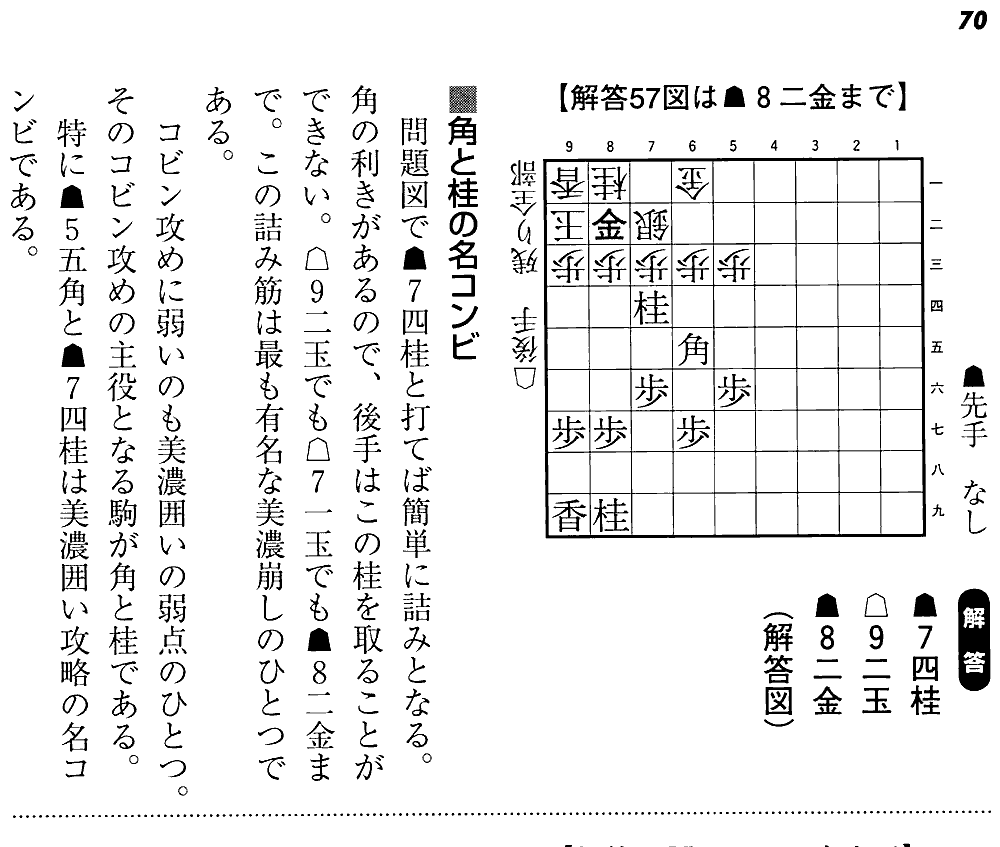 70
解答
☗7四桂
☖9二玉
☗8二金
(解答図)
【解答57図は☗8二金まで】
☗先手 なし
9 8 7 6 5 4 3 2 1
香 桂 金 一
王 金 銀 二
歩 歩 歩 歩 歩 三
桂 四
角 五
歩 歩 六
歩 歩 歩 七
八
香 桂 九
☖後手 残り全部
■角と桂の名コンビ
問題図で☗7四桂と打てば簡単に詰みとなる。
角の利きがあるので、後手はこの桂を取ることが
できない。☖9二玉でも☖7一玉でも☗8二金ま
で。この詰み筋は最も有名な美濃崩しのひとつで
ある。
コビン攻めに弱いのも美濃囲いの弱点のひとつ。
そのコビン攻めの主役となる駒が角と桂である。
特に☗5五角と☗7四桂は美濃囲い攻略の名コ
ンビである。